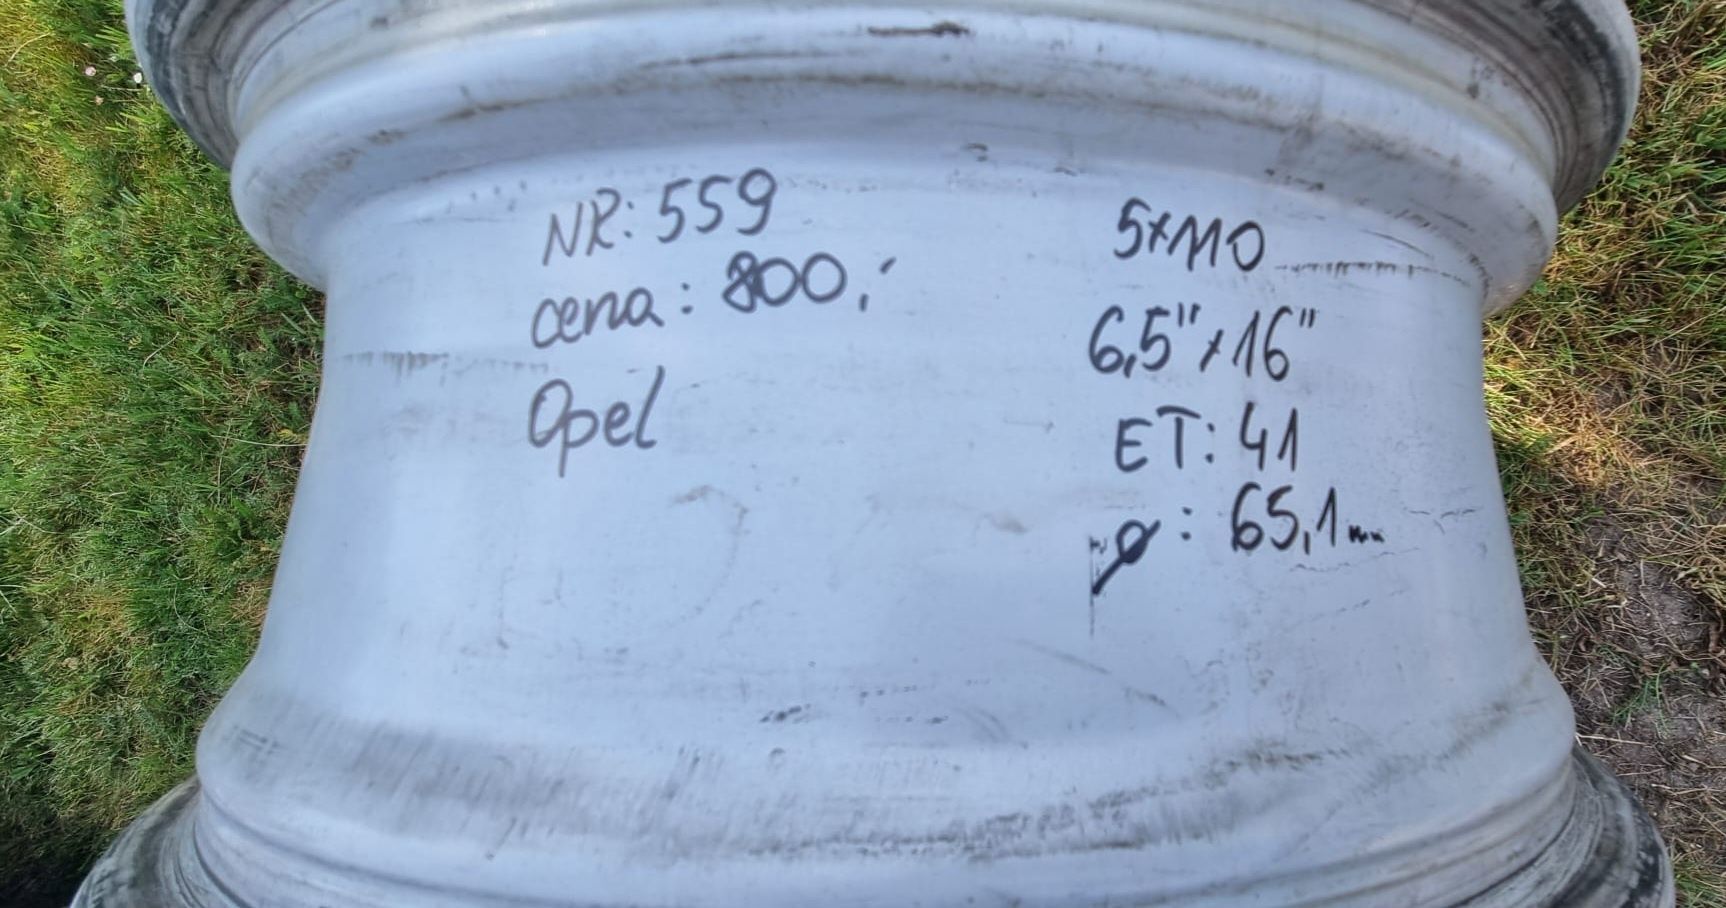 NR: 559
cena: 800,-
Opel
5x110
6,5"x16"
ET: 41
ø: 65,1mm